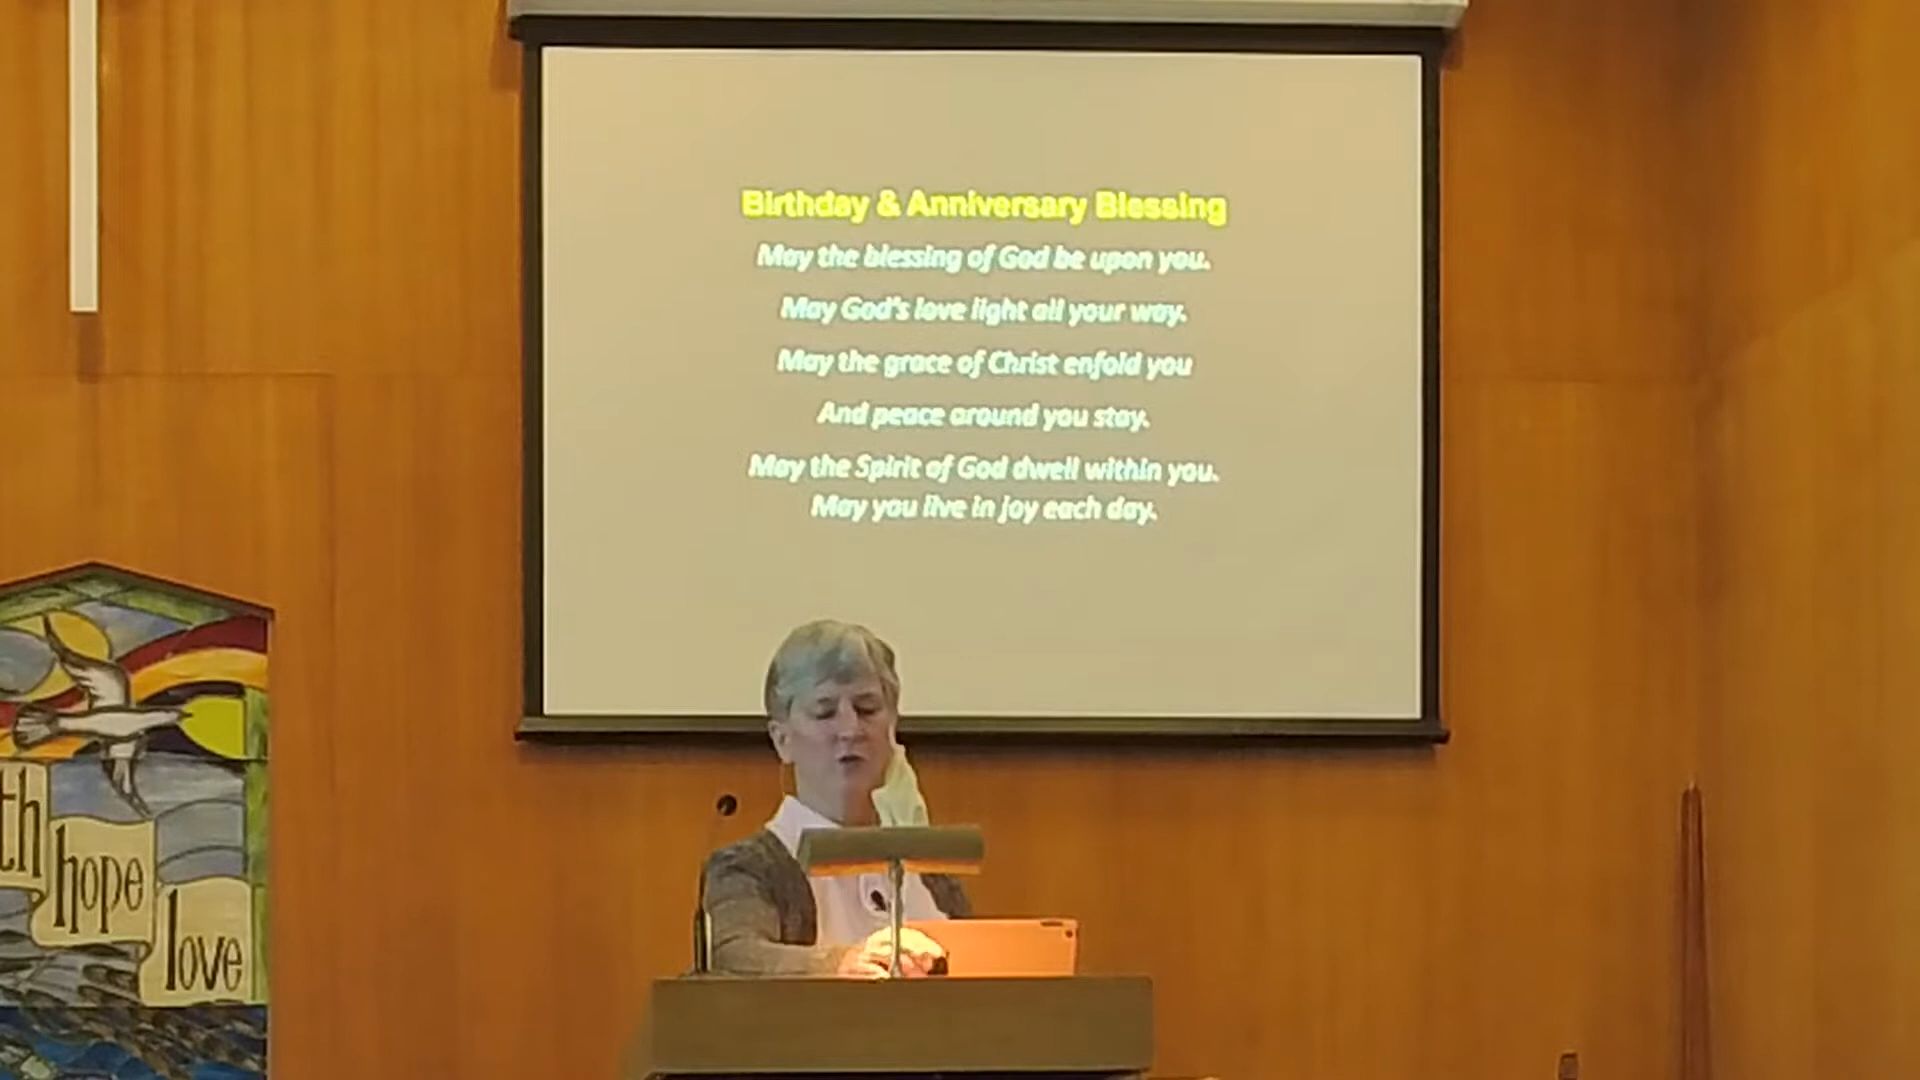 Birthday & Anniversary Blessing
May the blessing of God be upon you.
May God's love light all your way.
May the grace of Christ enfold you
And peace around you stay.
May the Spirit of God dwell within you.
May you live in joy each day.
th
hope
love